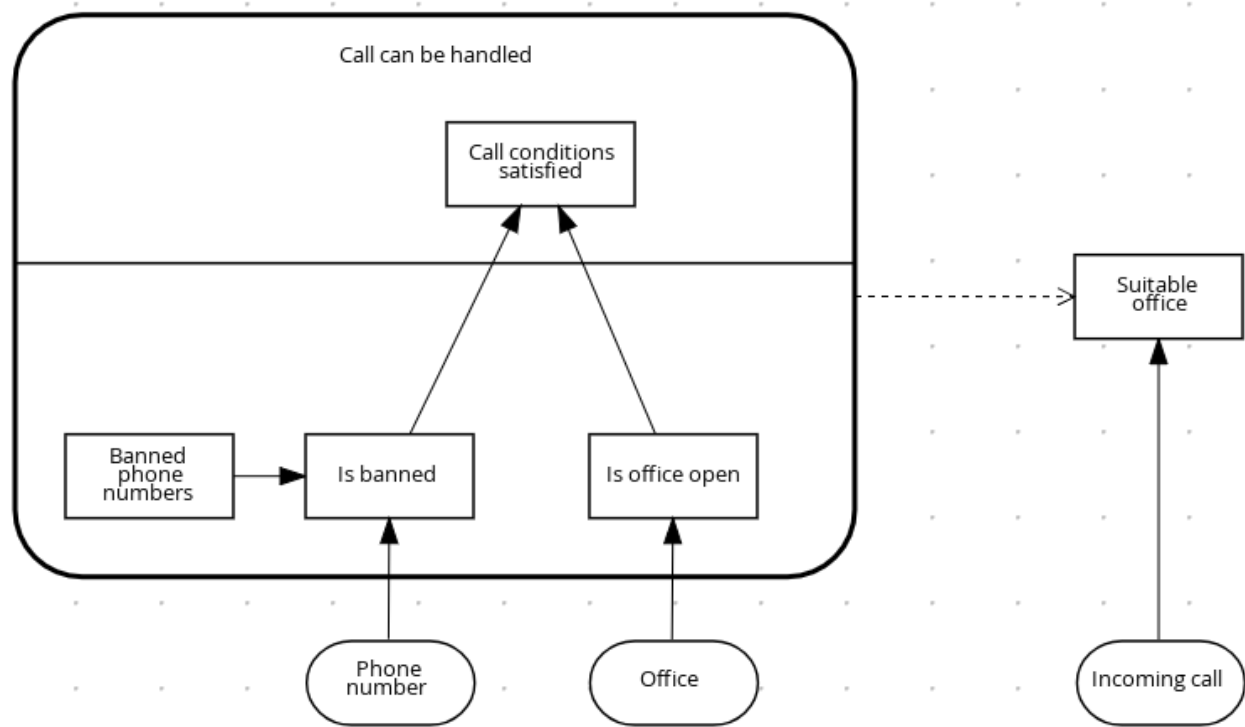 Call can be handled
Call conditions
satisfied
Suitable
office
Banned
phone
numbers
Is banned
Is office open
Phone
number
Office
Incoming call